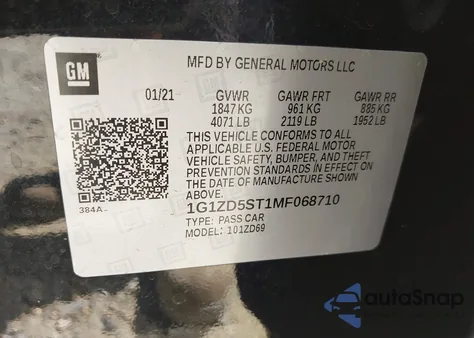 GM
MFD BY GENERAL MOTORS LLC
01/21 GVWR GAWR FRT GAWR RR
1847 KG 961 KG 885 KG
4071 LB 2119 LB 1952 LB
THIS VEHICLE CONFORMS TO ALL
APPLICABLE U.S. FEDERAL MOTOR
VEHICLE SAFETY, BUMPER, AND THEFT
PREVENTION STANDARDS IN EFFECT ON
THE DATE OF MANUFACTURE SHOWN ABOVE.
384A
1G1ZD5ST1MF068710
TYPE: PASS CAR
MODEL: 101ZD69
autoSnap